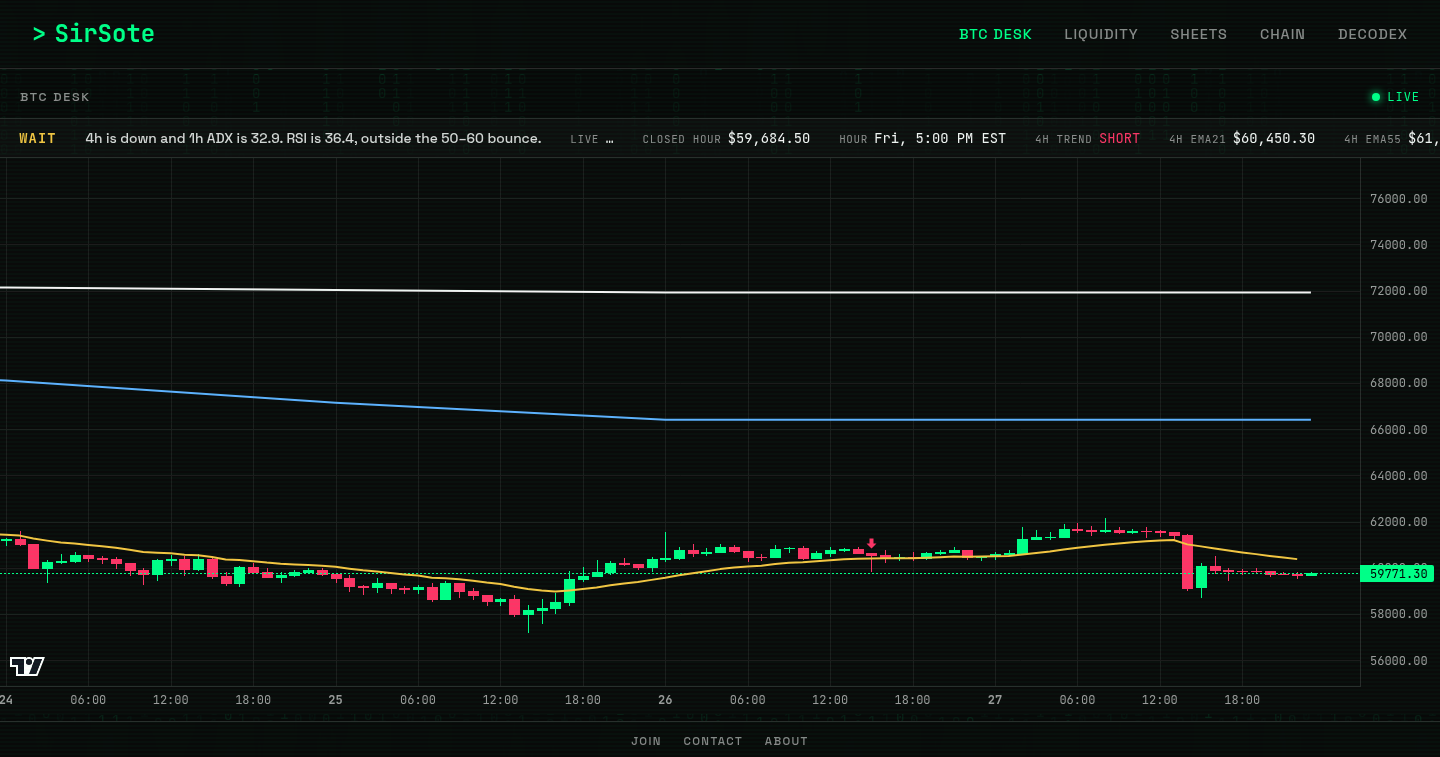 > SirSote
BTC DESK LIQUIDITY SHEETS CHAIN DECODEX
BTC DESK
LIVE
WAIT 4h is down and 1h ADX is 32.9. RSI is 36.4, outside the 50–60 bounce. LIVE … CLOSED HOUR $59,684.50 HOUR Fri, 5:00 PM EST 4H TREND SHORT 4H EMA21 $60,450.30 4H EMA55 $61,
76000.00
74000.00
72000.00
70000.00
68000.00
66000.00
64000.00
62000.00
59771.30
58000.00
56000.00
24 06:00 12:00 18:00 25 06:00 12:00 18:00 26 06:00 12:00 18:00 27 06:00 12:00 18:00
JOIN CONTACT ABOUT